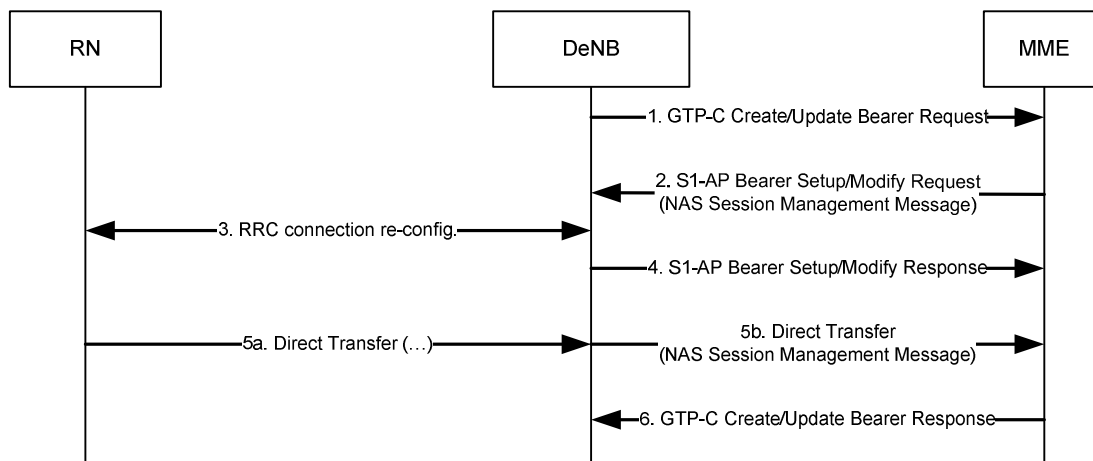 RN
DeNB
MME
1. GTP-C Create/Update Bearer Request
2. S1-AP Bearer Setup/Modify Request
(NAS Session Management Message)
3. RRC connection re-config.
4. S1-AP Bearer Setup/Modify Response
5a. Direct Transfer (…)
5b. Direct Transfer
(NAS Session Management Message)
6. GTP-C Create/Update Bearer Response